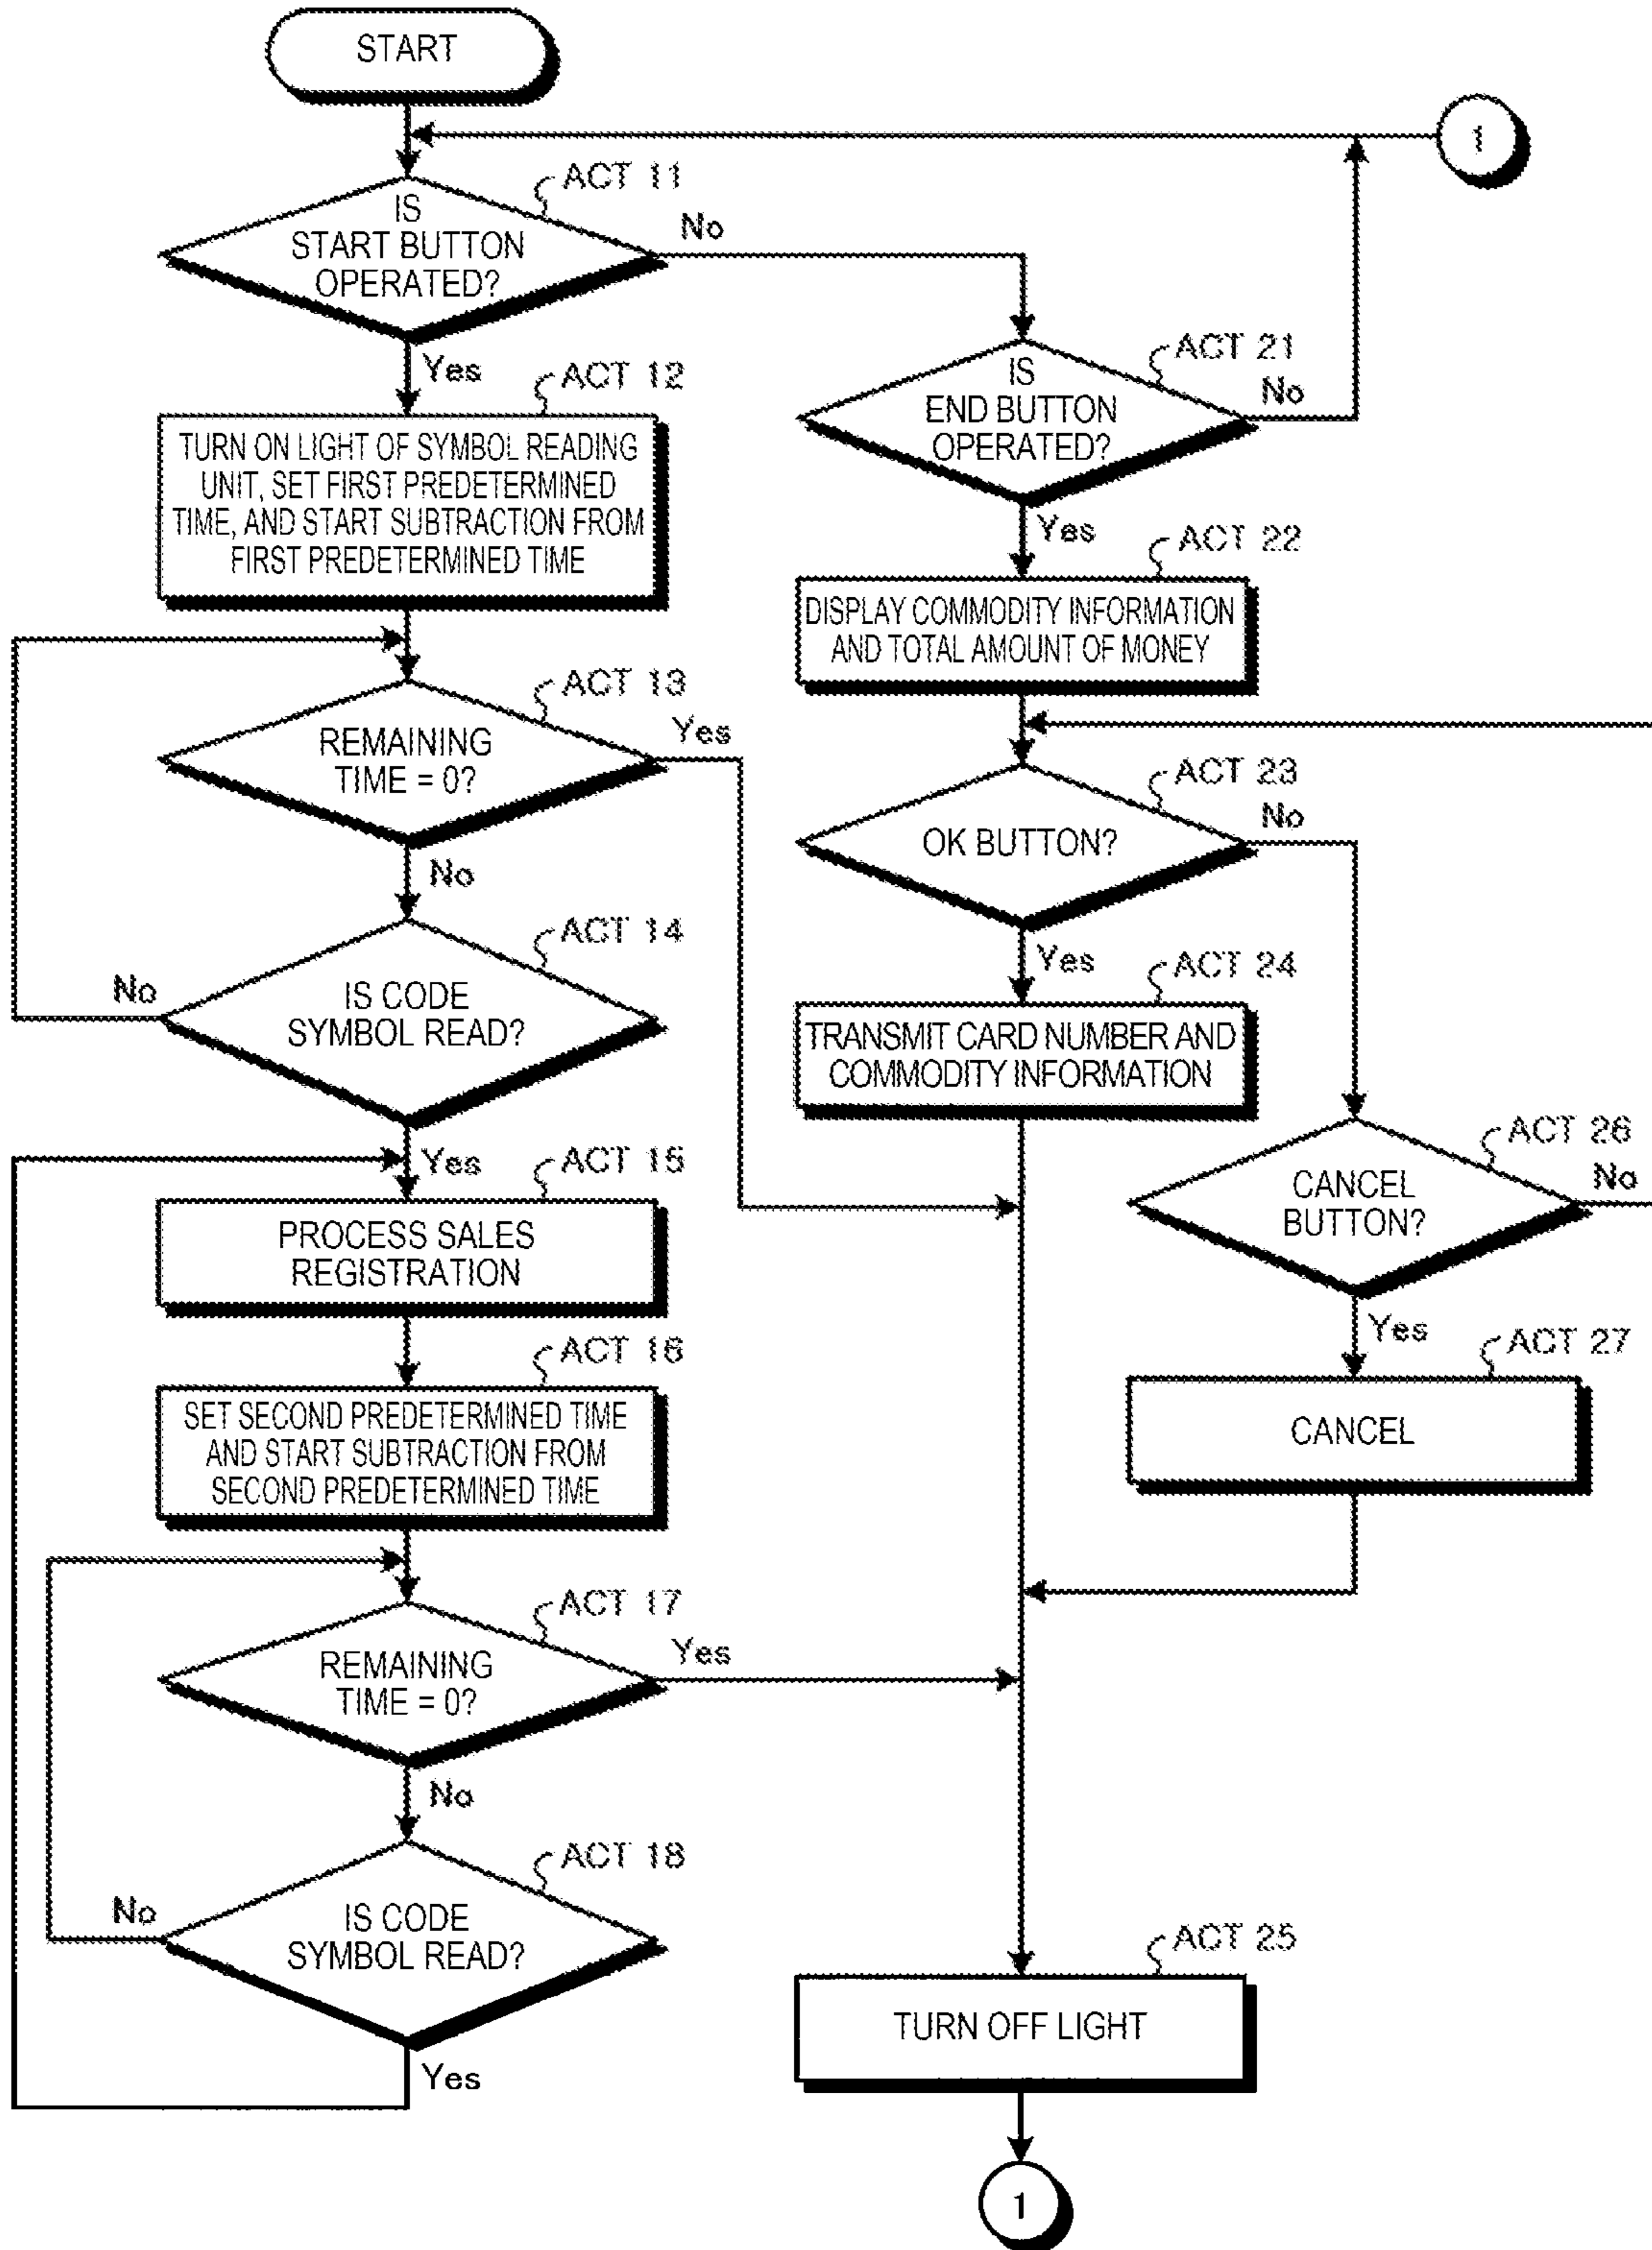 START
1
ACT 11
IS
START BUTTON
OPERATED?
No
Yes
ACT 12
TURN ON LIGHT OF SYMBOL READING
UNIT, SET FIRST PREDETERMINED
TIME, AND START SUBTRACTION FROM
FIRST PREDETERMINED TIME
ACT 13
REMAINING
TIME = 0?
Yes
No
ACT 14
IS CODE
SYMBOL READ?
No
Yes
ACT 15
PROCESS SALES
REGISTRATION
ACT 16
SET SECOND PREDETERMINED TIME
AND START SUBTRACTION FROM
SECOND PREDETERMINED TIME
ACT 17
REMAINING
TIME = 0?
Yes
No
ACT 18
IS CODE
SYMBOL READ?
No
Yes
ACT 21
IS
END BUTTON
OPERATED?
No
Yes
ACT 22
DISPLAY COMMODITY INFORMATION
AND TOTAL AMOUNT OF MONEY
ACT 23
OK BUTTON?
No
Yes
ACT 24
TRANSMIT CARD NUMBER AND
COMMODITY INFORMATION
ACT 26
CANCEL
BUTTON?
No
Yes
ACT 27
CANCEL
ACT 25
TURN OFF LIGHT
1